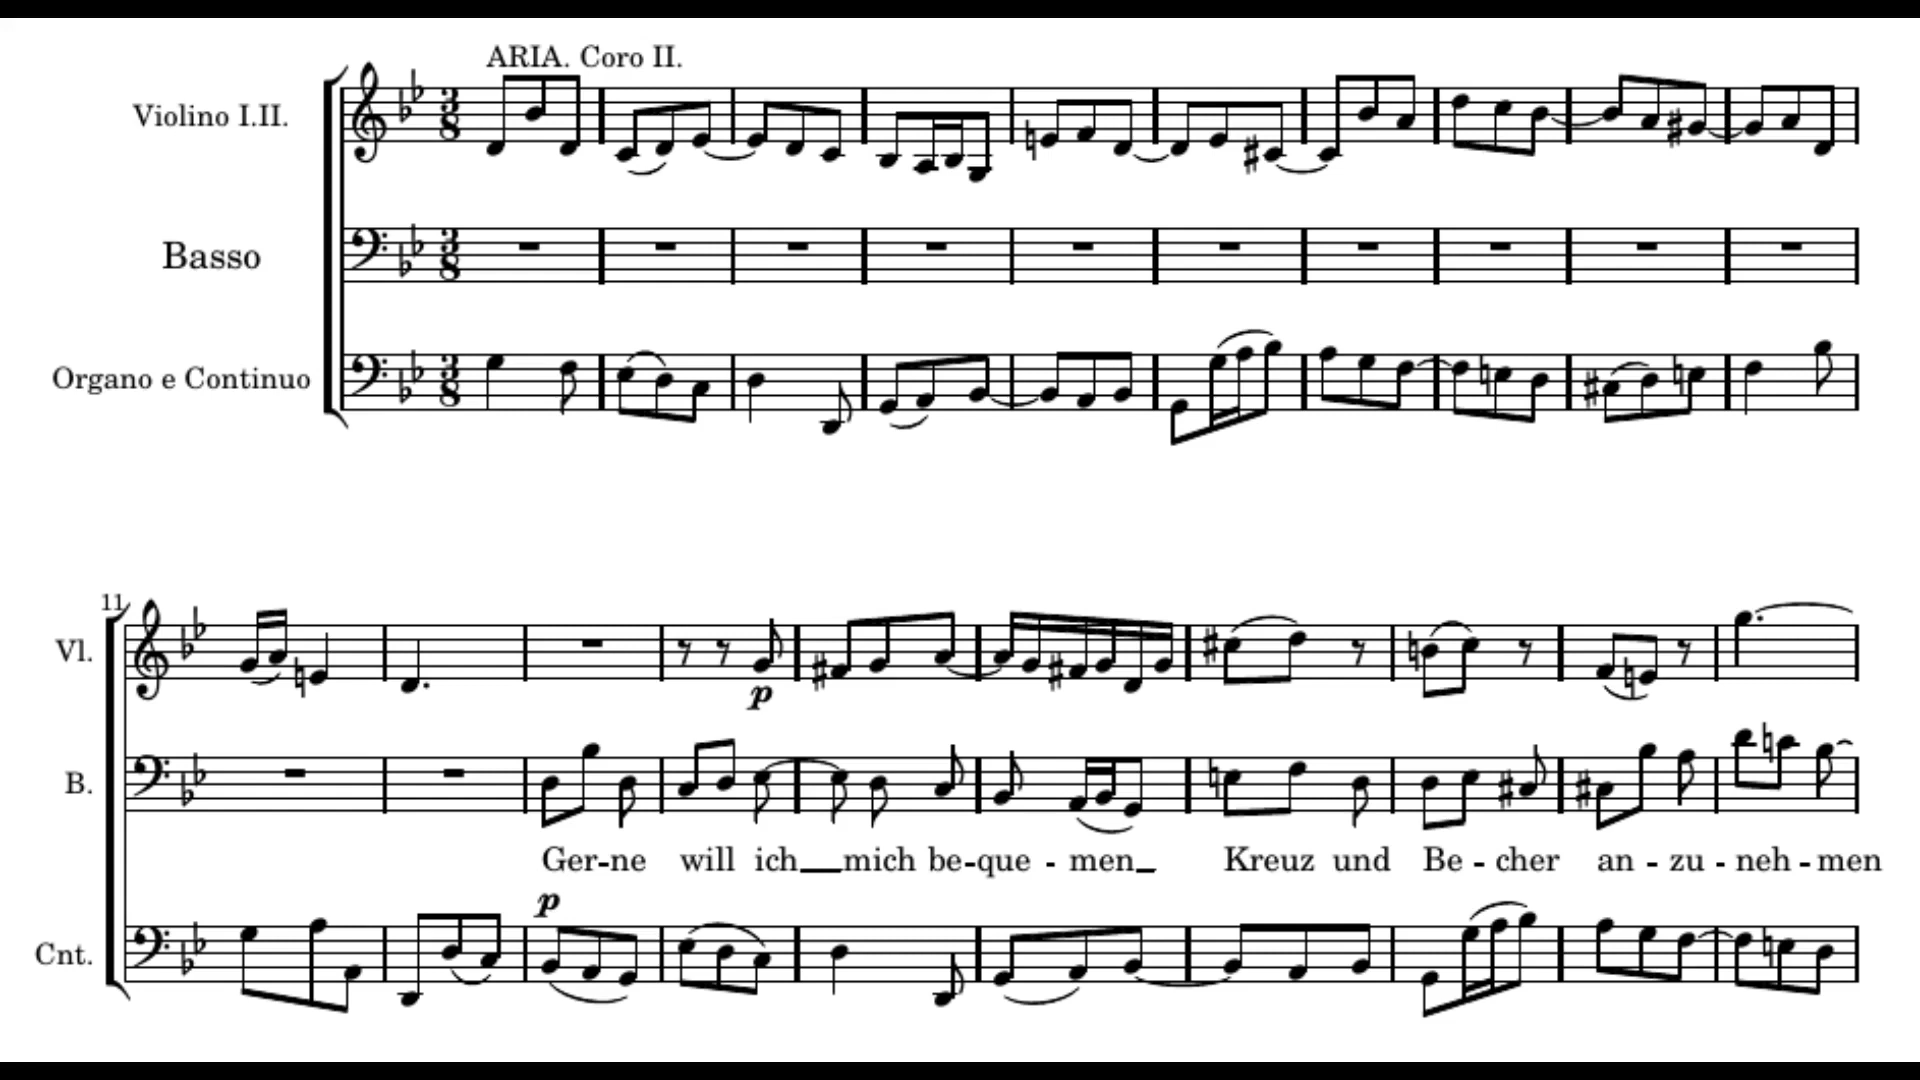 ARIA. Coro II.
Violino I.II.
Basso
Organo e Continuo
11
Vl.
p
B.
Ger-ne will ich mich be-que - men Kreuz und Be - cher an - zu - neh - men
p
Cnt.